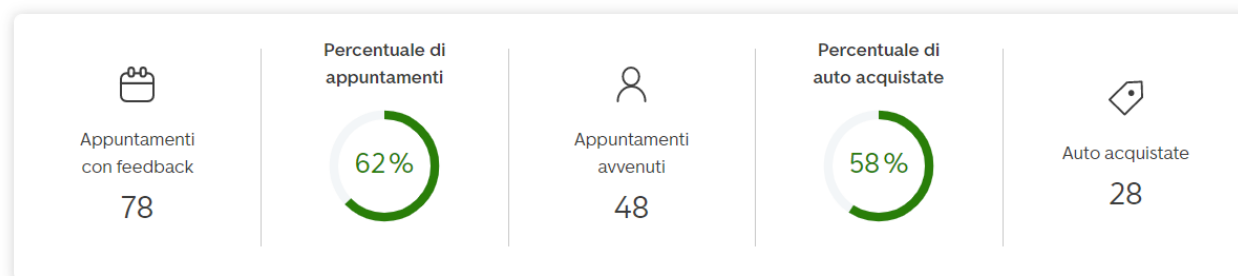 Appuntamenti
con feedback
78
Percentuale di
appuntamenti
62%
Appuntamenti
avvenuti
48
Percentuale di
auto acquistate
58%
Auto acquistate
28